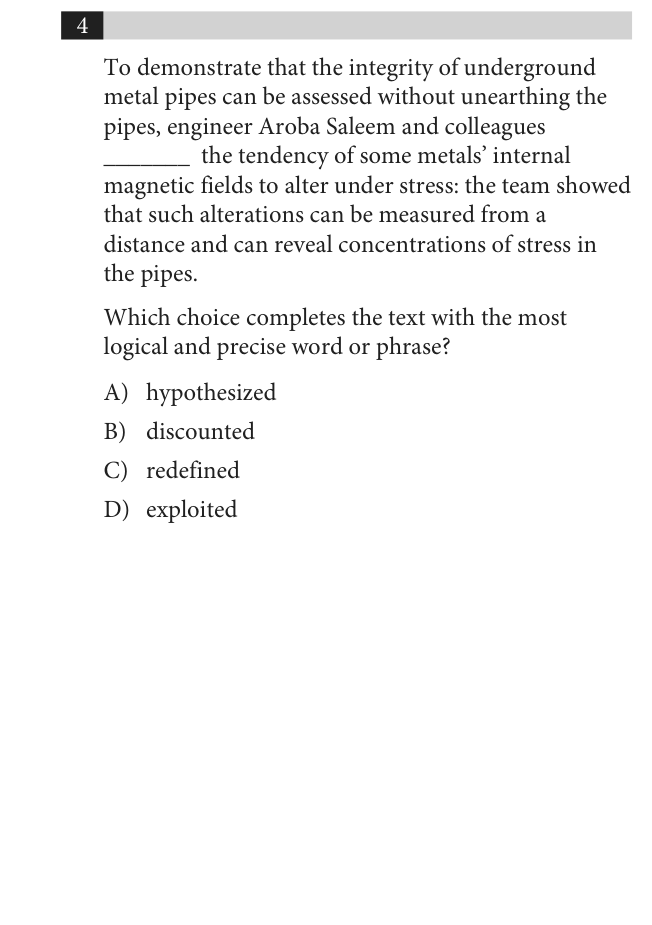 4
To demonstrate that the integrity of underground
metal pipes can be assessed without unearthing the
pipes, engineer Aroba Saleem and colleagues
_______ the tendency of some metals’ internal
magnetic fields to alter under stress: the team showed
that such alterations can be measured from a
distance and can reveal concentrations of stress in
the pipes.
Which choice completes the text with the most
logical and precise word or phrase?
A) hypothesized
B) discounted
C) redefined
D) exploited